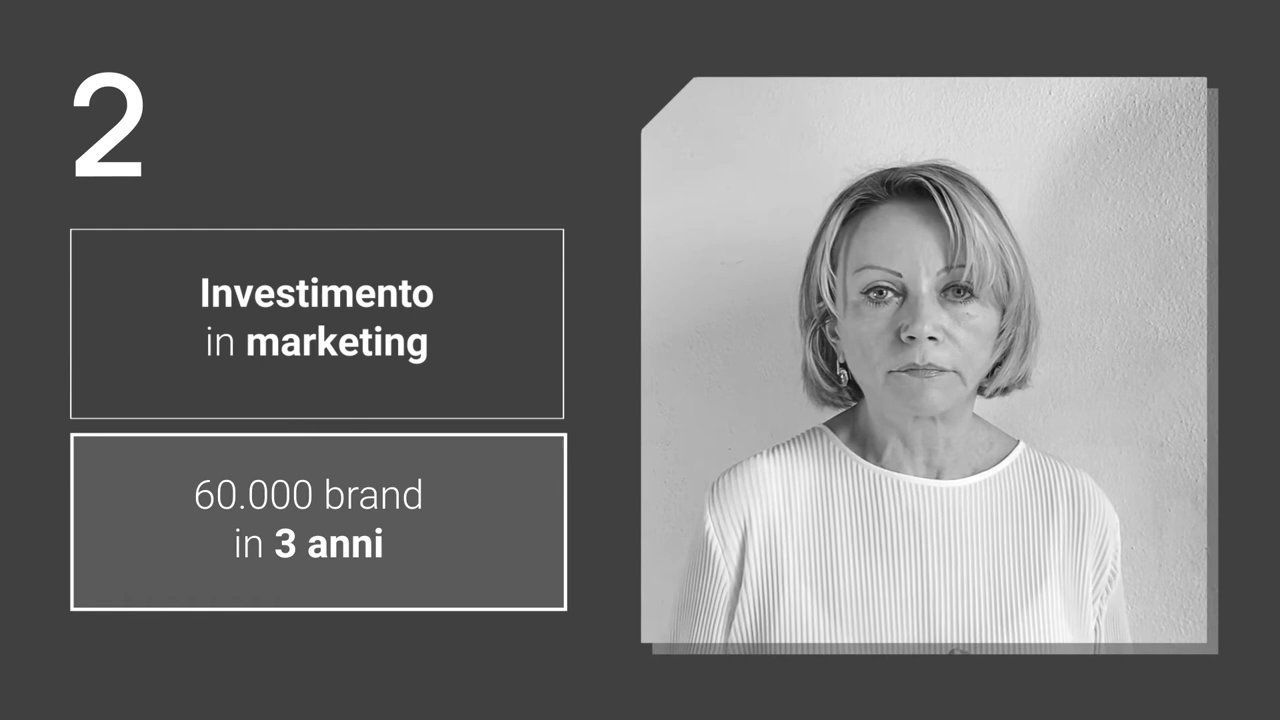 2
Investimento
in marketing
60.000 brand
in 3 anni